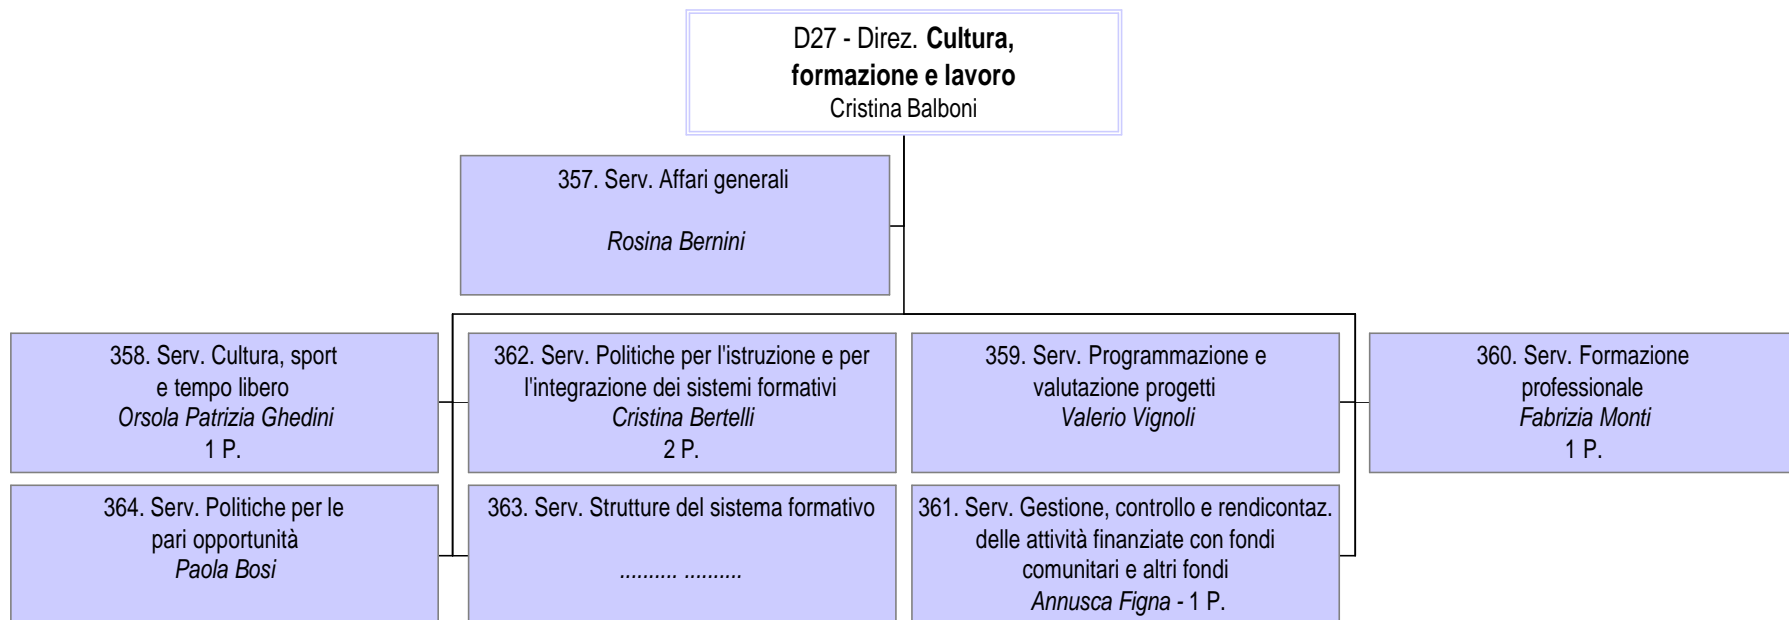 D27 - Direz. Cultura,
formazione e lavoro
Cristina Balboni
357. Serv. Affari generali
Rosina Bernini
358. Serv. Cultura, sport
e tempo libero
Orsola Patrizia Ghedini
1 P.
362. Serv. Politiche per l'istruzione e per
l'integrazione dei sistemi formativi
Cristina Bertelli
2 P.
359. Serv. Programmazione e
valutazione progetti
Valerio Vignoli
360. Serv. Formazione
professionale
Fabrizia Monti
1 P.
364. Serv. Politiche per le
pari opportunità
Paola Bosi
363. Serv. Strutture del sistema formativo
.......... ..........
361. Serv. Gestione, controllo e rendicontaz.
delle attività finanziate con fondi
comunitari e altri fondi
Annusca Figna - 1 P.